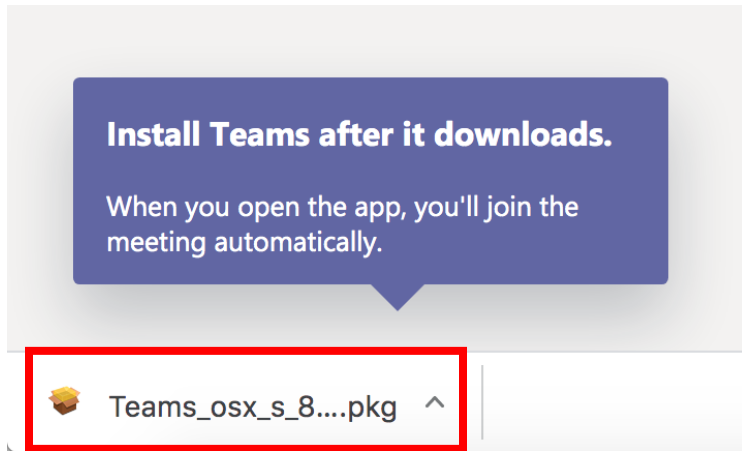 Install Teams after it downloads.
When you open the app, you'll join the
meeting automatically.
Teams_osx_s_8....pkg